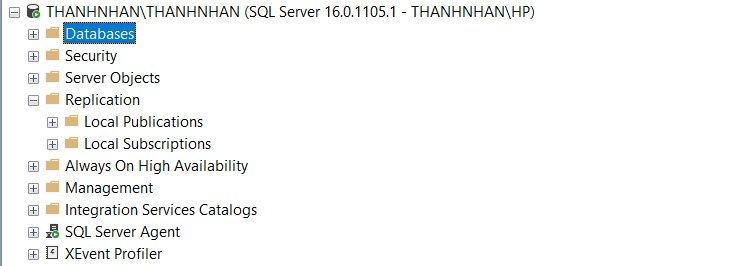 THANHNHAN\THANHNHAN (SQL Server 16.0.1105.1 - THANHNHAN\HP)
Databases
Security
Server Objects
Replication
Local Publications
Local Subscriptions
Always On High Availability
Management
Integration Services Catalogs
SQL Server Agent
XEvent Profiler